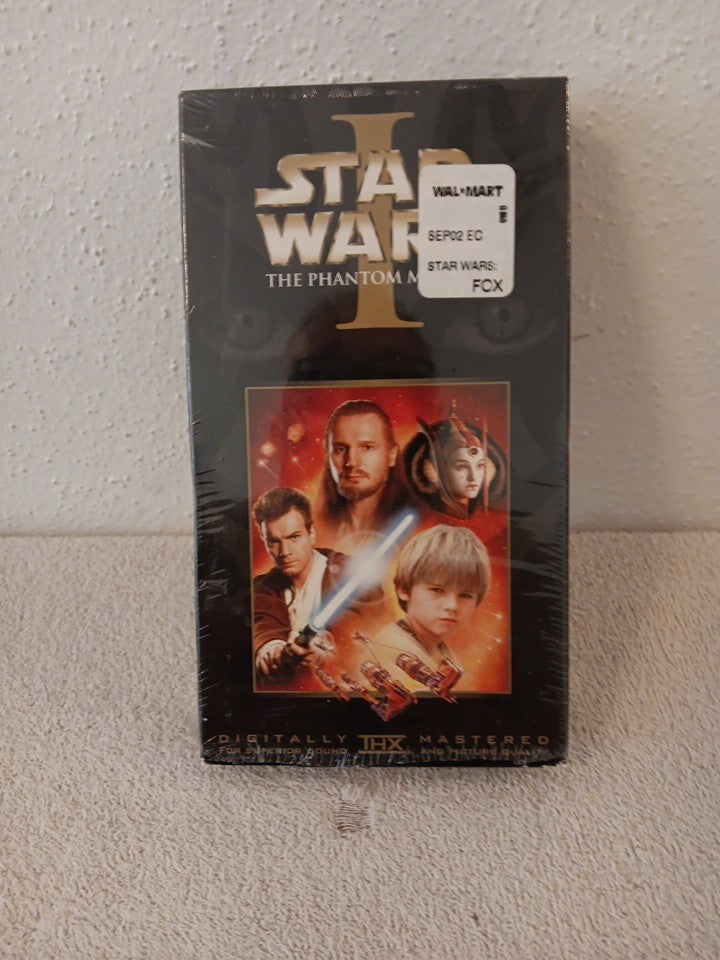 I
STAR
WARS
THE PHANTOM M
WAL★MART
SEP02 EC
STAR WARS:
FOX
DIGITALLY THX MASTERED
FOR SUPERIOR SOUND AND PICTURE QUALITY